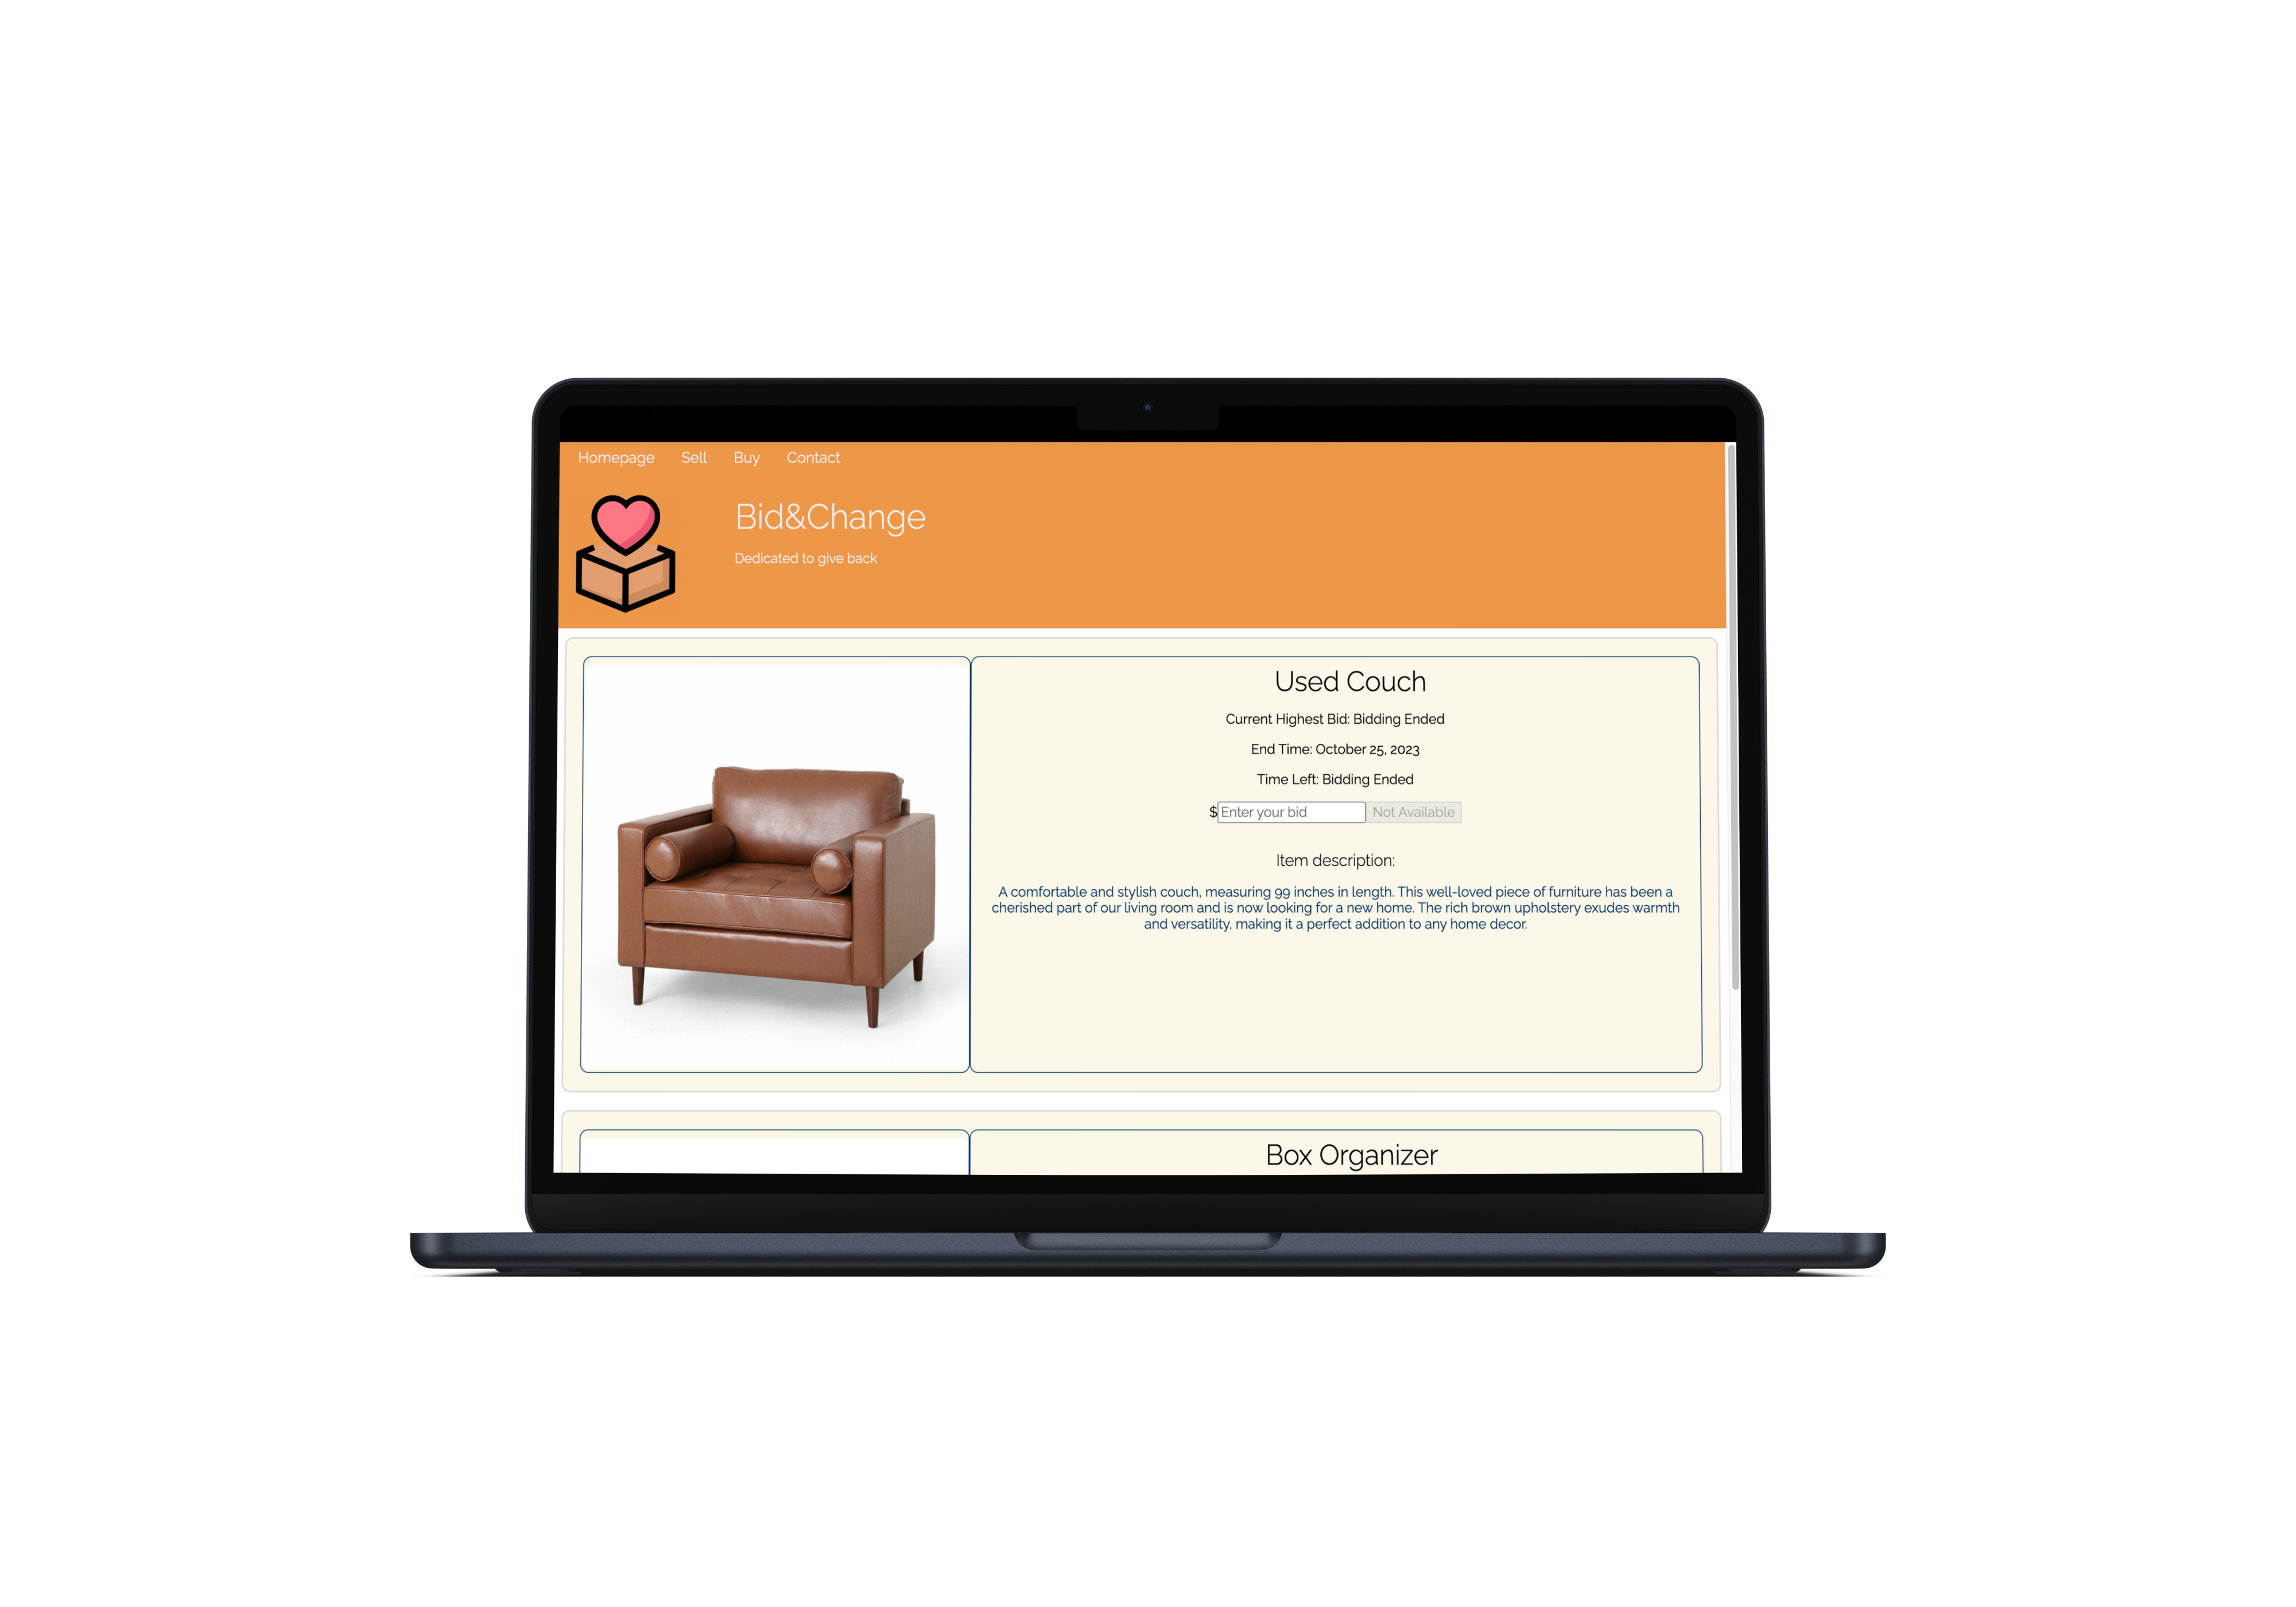 Homepage Sell Buy Contact
Bid&Change
Dedicated to give back
Used Couch
Current Highest Bid: Bidding Ended
End Time: October 25, 2023
Time Left: Bidding Ended
$ Enter your bid Not Available
Item description:
A comfortable and stylish couch, measuring 99 inches in length. This well-loved piece of furniture has been a
cherished part of our living room and is now looking for a new home. The rich brown upholstery exudes warmth
and versatility, making it a perfect addition to any home decor.
Box Organizer